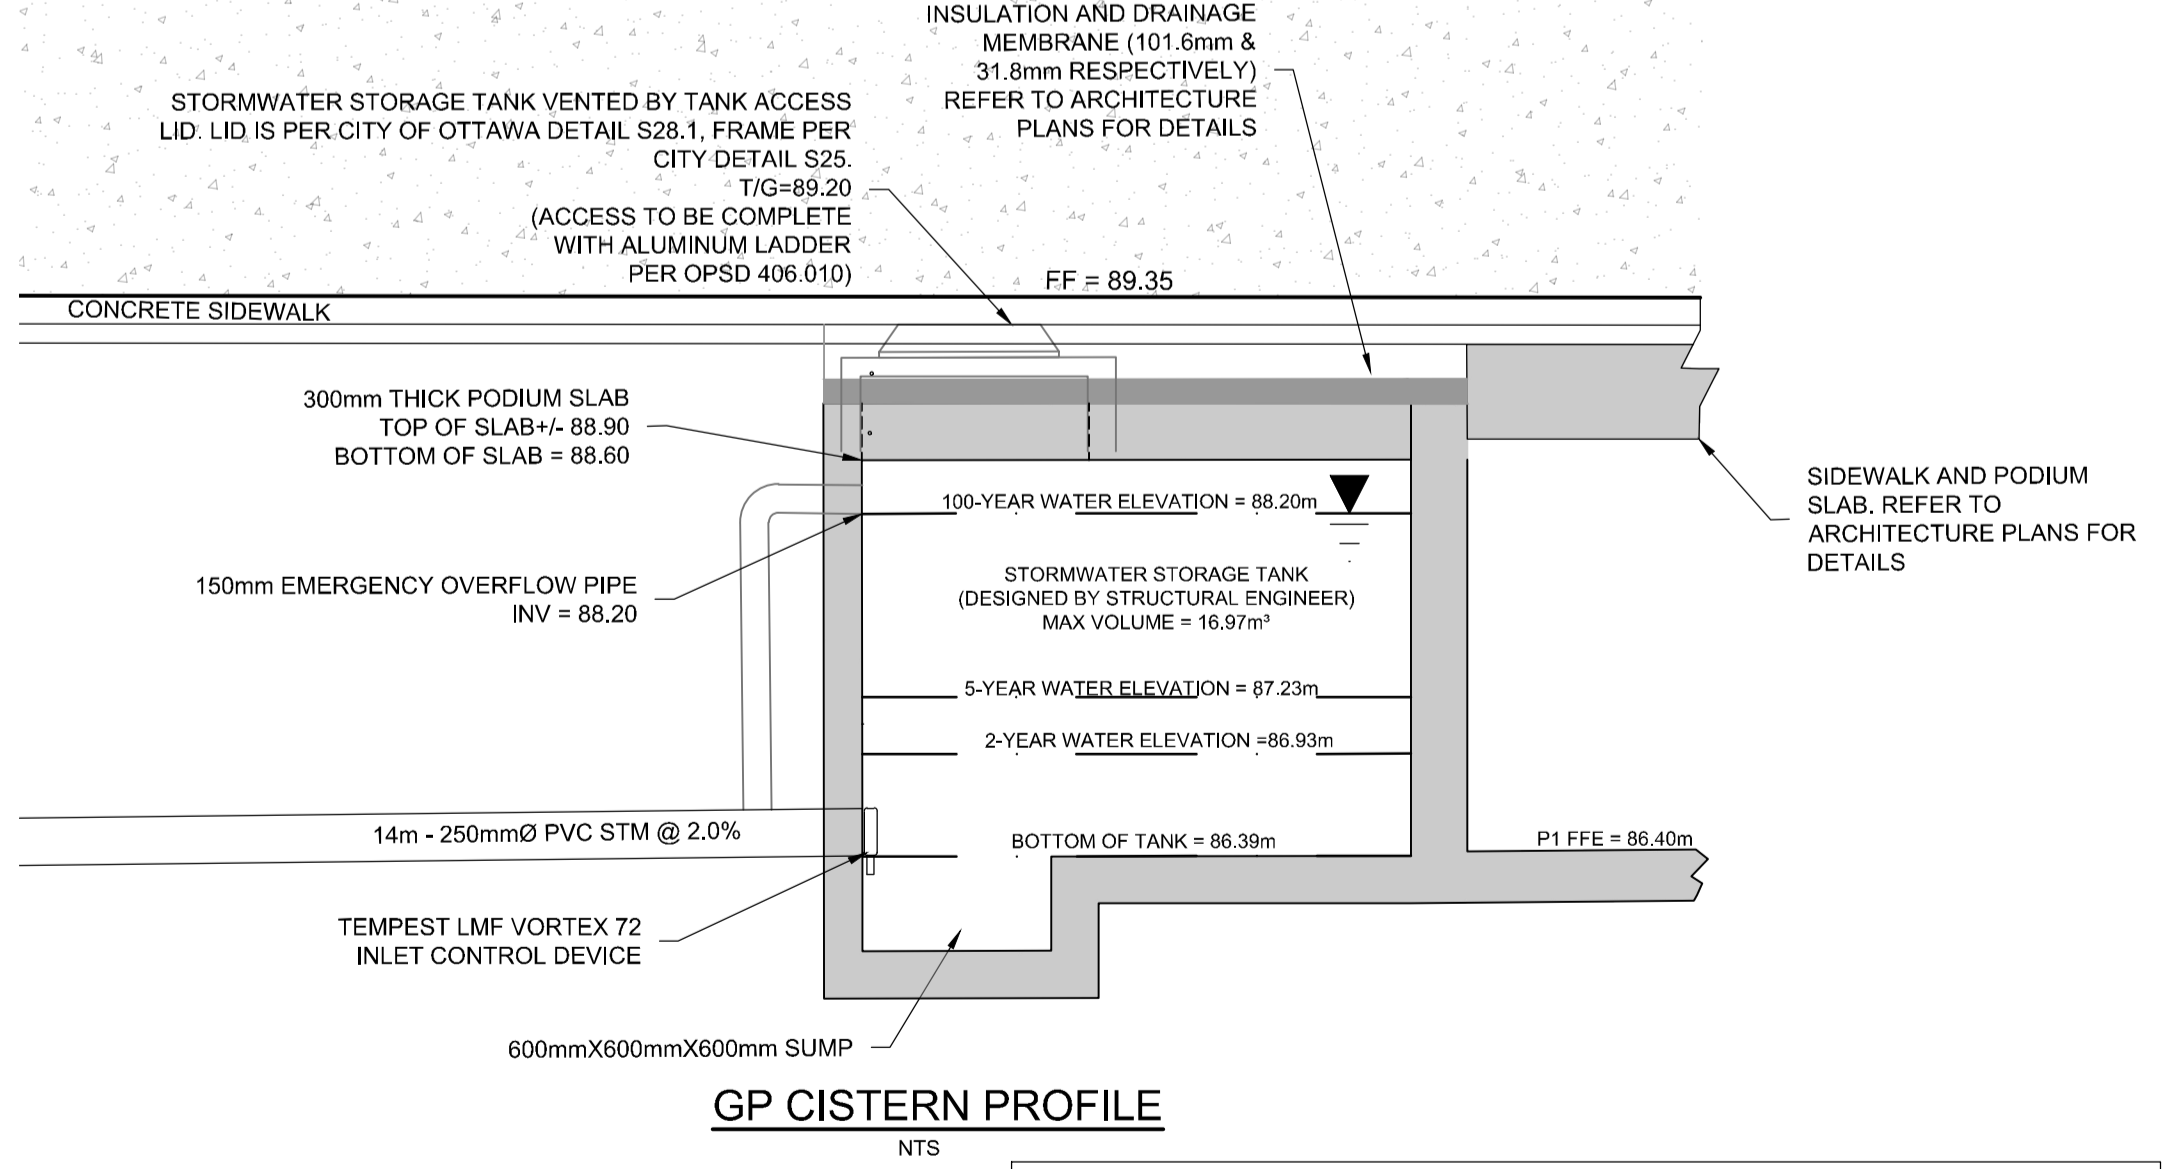 INSULATION AND DRAINAGE
MEMBRANE (101.6mm &
31.8mm RESPECTIVELY)
REFER TO ARCHITECTURE
PLANS FOR DETAILS
STORMWATER STORAGE TANK VENTED BY TANK ACCESS
LID. LID IS PER CITY OF OTTAWA DETAIL S28.1, FRAME PER
CITY DETAIL S25.
T/G=89.20
(ACCESS TO BE COMPLETE
WITH ALUMINUM LADDER
PER OPSD 406.010)
FF = 89.35
CONCRETE SIDEWALK
300mm THICK PODIUM SLAB
TOP OF SLAB+/- 88.90
BOTTOM OF SLAB = 88.60
100-YEAR WATER ELEVATION = 88.20m
SIDEWALK AND PODIUM
SLAB. REFER TO
ARCHITECTURE PLANS FOR
DETAILS
150mm EMERGENCY OVERFLOW PIPE
INV = 88.20
STORMWATER STORAGE TANK
(DESIGNED BY STRUCTURAL ENGINEER)
MAX VOLUME = 16.97m³
5-YEAR WATER ELEVATION = 87.23m
2-YEAR WATER ELEVATION =86.93m
14m - 250mmØ PVC STM @ 2.0%
BOTTOM OF TANK = 86.39m
P1 FFE = 86.40m
TEMPEST LMF VORTEX 72
INLET CONTROL DEVICE
600mmX600mmX600mm SUMP
GP CISTERN PROFILE
NTS